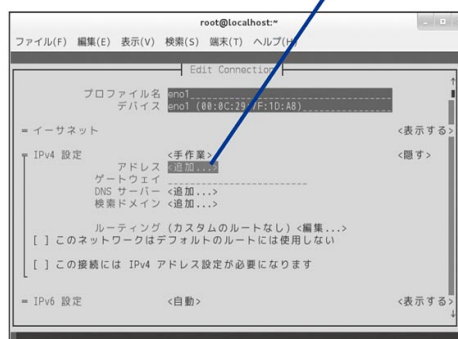 root@localhost:~
ファイル(F) 編集(E) 表示(V) 検索(S) 端末(T) ヘルプ(H)
Edit Connection
プロファイル名 eno1
デバイス eno1 (00:0C:29:7F:1D:A8)
= イーサネット <表示する>
IPv4 設定 <手作業> <隠す>
アドレス <追加...>
ゲートウェイ
DNS サーバー <追加...>
検索ドメイン <追加...>
ルーティング (カスタムのルートなし) <編集...>
[ ] このネットワークはデフォルトのルートには使用しない
[ ] この接続には IPv4 アドレス設定が必要になります
= IPv6 設定 <自動> <表示する>